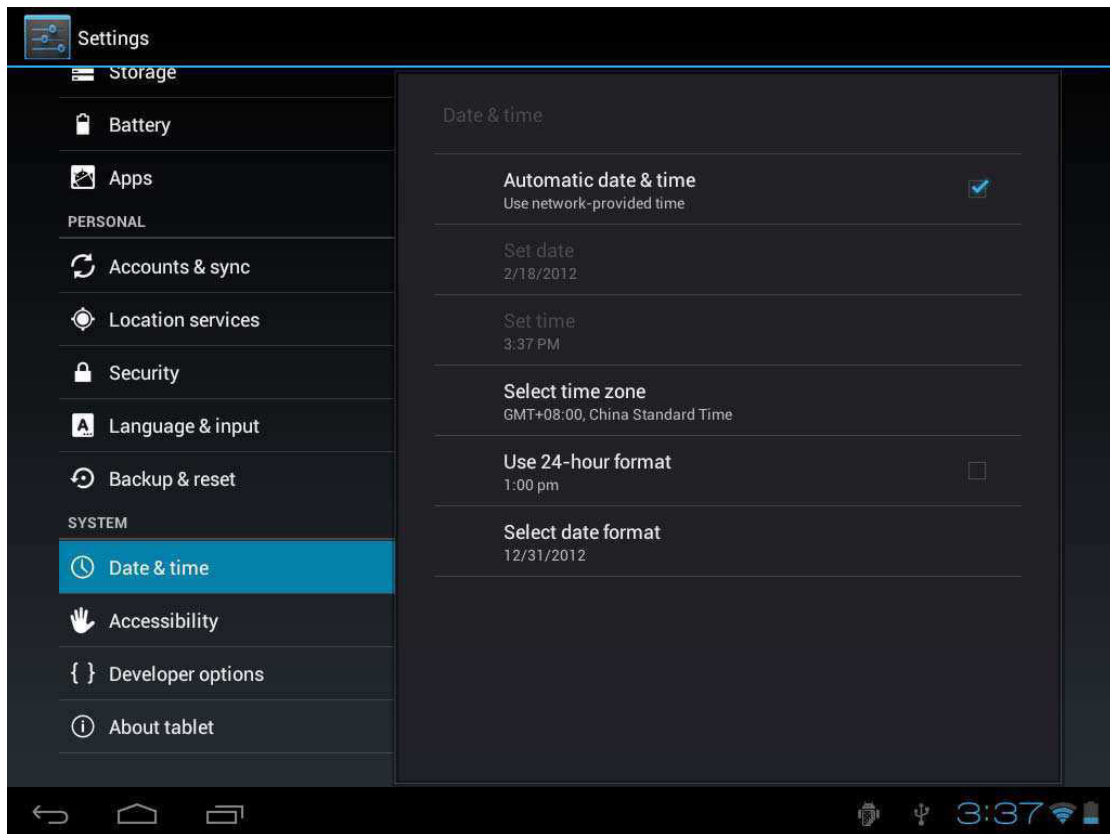 Settings
Storage
Battery
Apps
PERSONAL
Accounts & sync
Location services
Security
Language & input
Backup & reset
SYSTEM
Date & time
Accessibility
{ } Developer options
About tablet
Date & time
Automatic date & time
Use network-provided time
Set date
2/18/2012
Set time
3:37 PM
Select time zone
GMT+08:00, China Standard Time
Use 24-hour format
1:00 pm
Select date format
12/31/2012
3:37